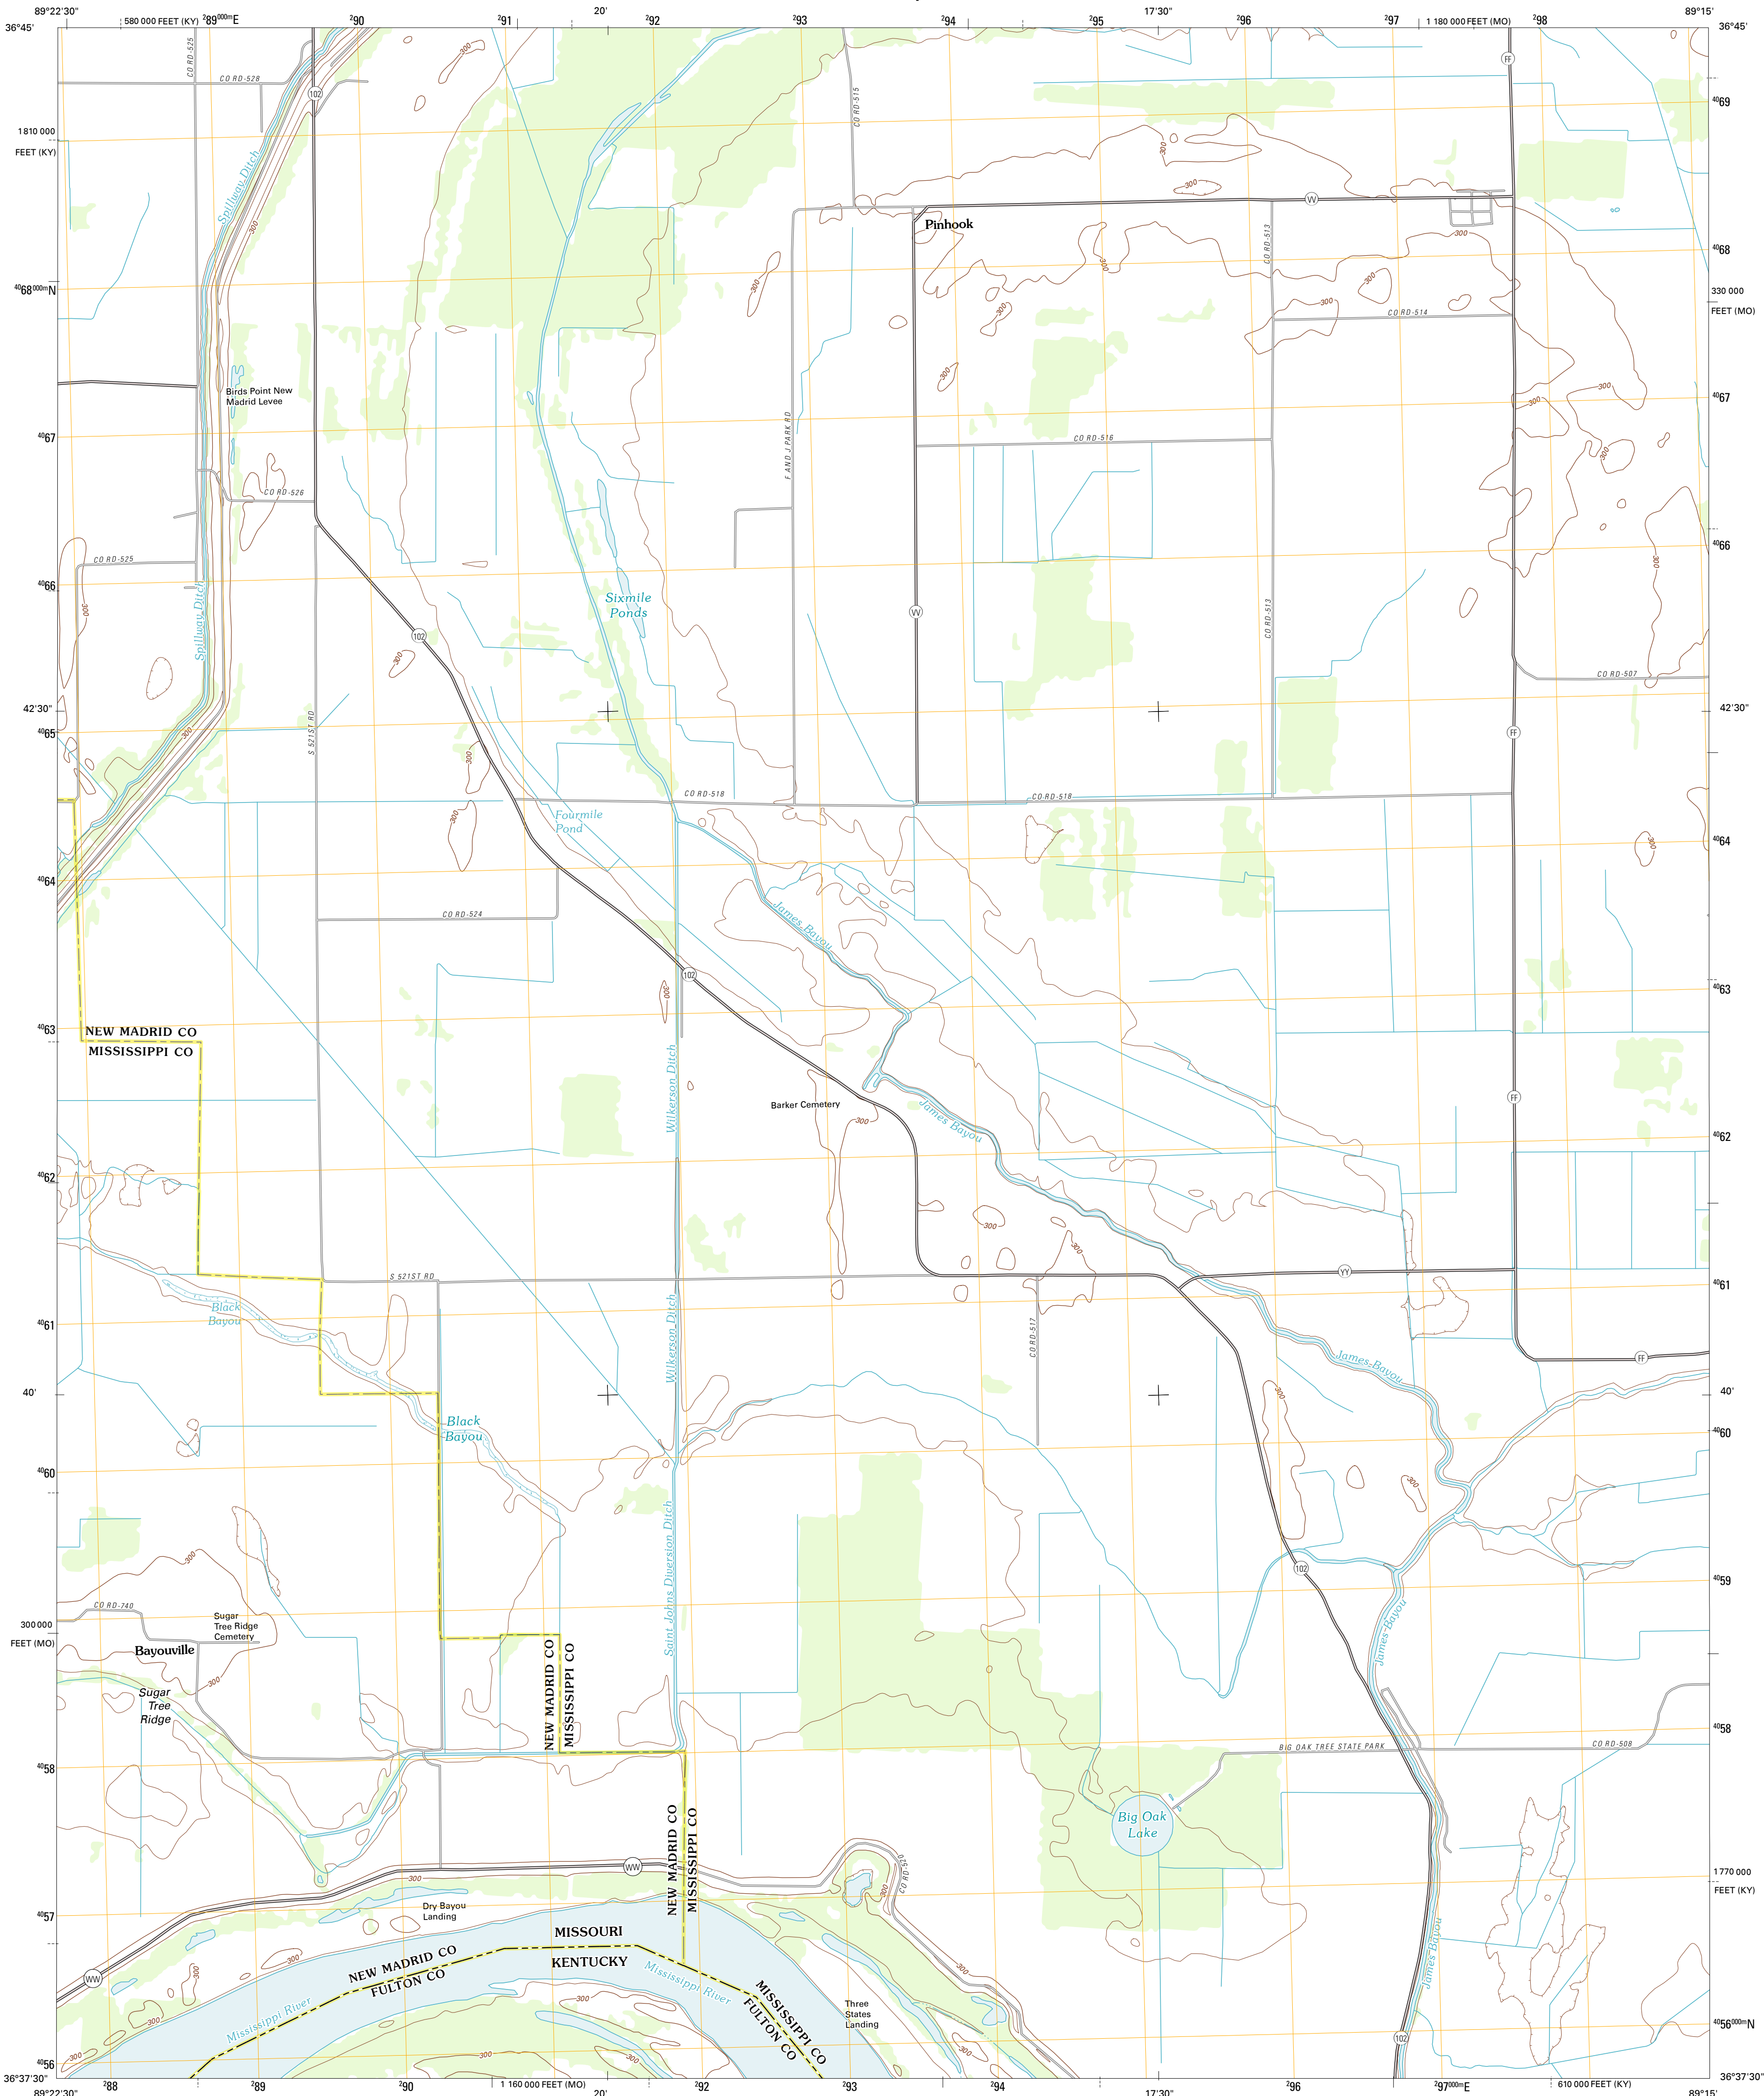 89°22'30"
580 000 FEET (KY)
²89⁰⁰⁰ᵐE
²90
²91
20'
²92
²93
²94
²95
17'30"
²96
²97
1 180 000 FEET (MO)
²98
89°15'
36°45'
36°45'
CO RD-525
CO RD-528
102
CO RD-515
FF
⁴⁰69
1 810 000
FEET (KY)
Spillway Ditch
300
300
300
300
VV
Pinhook
CO RD-513
300
⁴⁰68
⁴⁰68⁰⁰⁰ᵐN
300
300
300
300
300
CO RD-514
330 000
FEET (MO)
Birds Point New
Madrid Levee
300
300
300
⁴⁰67
⁴⁰67
F AND J PARK RD
CO RD-516
300
300
CO RD-526
CO RD-525
⁴⁰66
⁴⁰66
300
300
Spillway Ditch
Sixmile
Ponds
VV
CO RD-513
102
300
CO RD-507
42'30"
42'30"
⁴⁰65
300
S 521ST RD
300
FF
CO RD-518
CO RD-518
Fourmile
Pond
300
300
⁴⁰64
⁴⁰64
CO RD-524
James Bayou
102
300
⁴⁰63
⁴⁰63
NEW MADRID CO
MISSISSIPPI CO
Wilkerson Ditch
Barker Cemetery
300
James Bayou
FF
⁴⁰62
⁴⁰62
300
300
S 521ST RD
YY
⁴⁰61
⁴⁰61
Black
Bayou
Wilkerson Ditch
CO RD-517
James Bayou
FF
40'
40'
300
Black
Bayou
⁴⁰60
⁴⁰60
300
Saint Johns Diversion Ditch
300
102
⁴⁰59
CO RD-740
300 000
FEET (MO)
Sugar
Tree Ridge
Cemetery
Bayouville
James Bayou
300
Sugar
Tree
Ridge
NEW MADRID CO
MISSISSIPPI CO
⁴⁰58
⁴⁰58
BIG OAK TREE STATE PARK
CO RD-508
Big Oak
Lake
NEW MADRID CO
MISSISSIPPI CO
WW
300
CO RD-520
300
1 770 000
FEET (KY)
⁴⁰57
Dry Bayou
Landing
MISSOURI
KENTUCKY
James Bayou
300
NEW MADRID CO
FULTON CO
300
WW
Mississippi River
Mississippi River
300
MISSISSIPPI CO
FULTON CO
Three
States
Landing
300
300
102
⁴⁰56⁰⁰⁰ᵐN
⁴⁰56
300
300
300
300
36°37'30"
36°37'30"
89°22'30"
²88
²89
²90
1 160 000 FEET (MO)
20'
²92
²93
²94
17'30"
²96
²97⁰⁰⁰ᵐE
610 000 FEET (KY)
89°15'